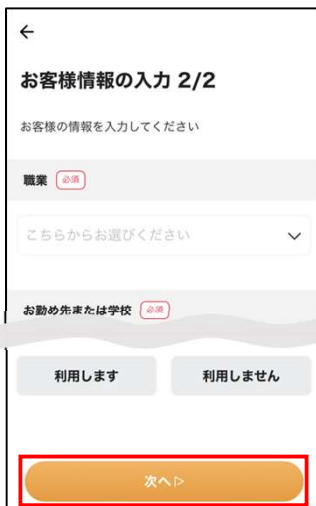 ←
お客様情報の入力 2/2
お客様の情報を入力してください
職業 必須
こちらからお選びください
お勤め先または学校 必須
利用します 利用しません
次へ▷